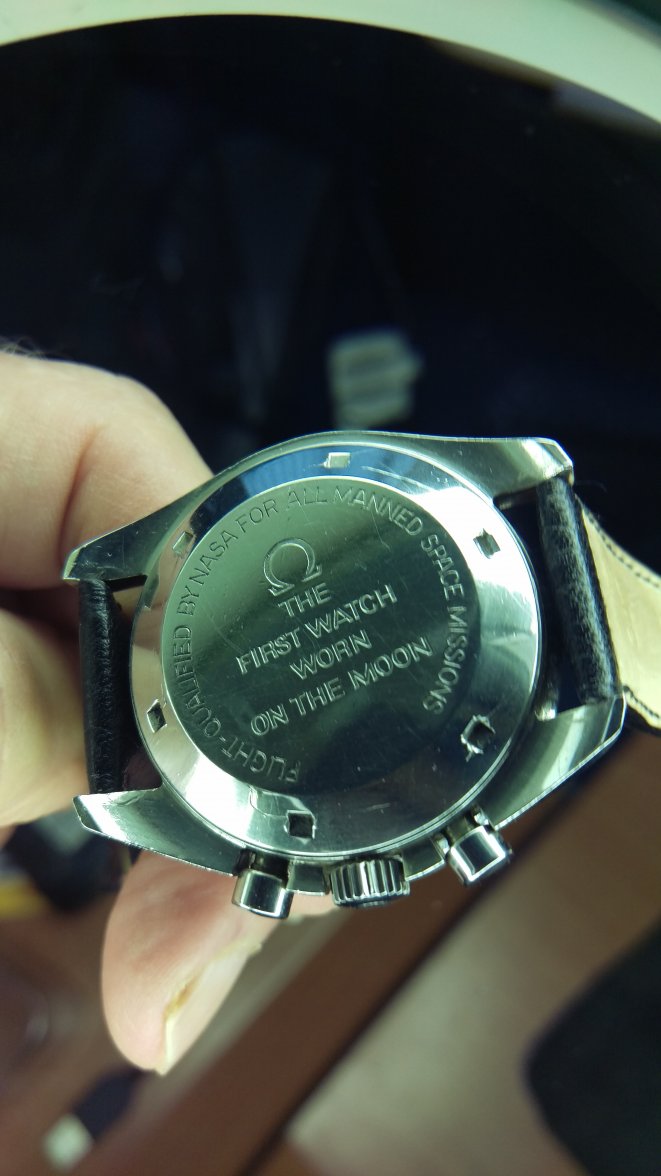 FLIGHT-QUALIFIED BY NASA FOR ALL MANNED SPACE MISSIONS
Ω
THE
FIRST WATCH
WORN
ON THE MOON